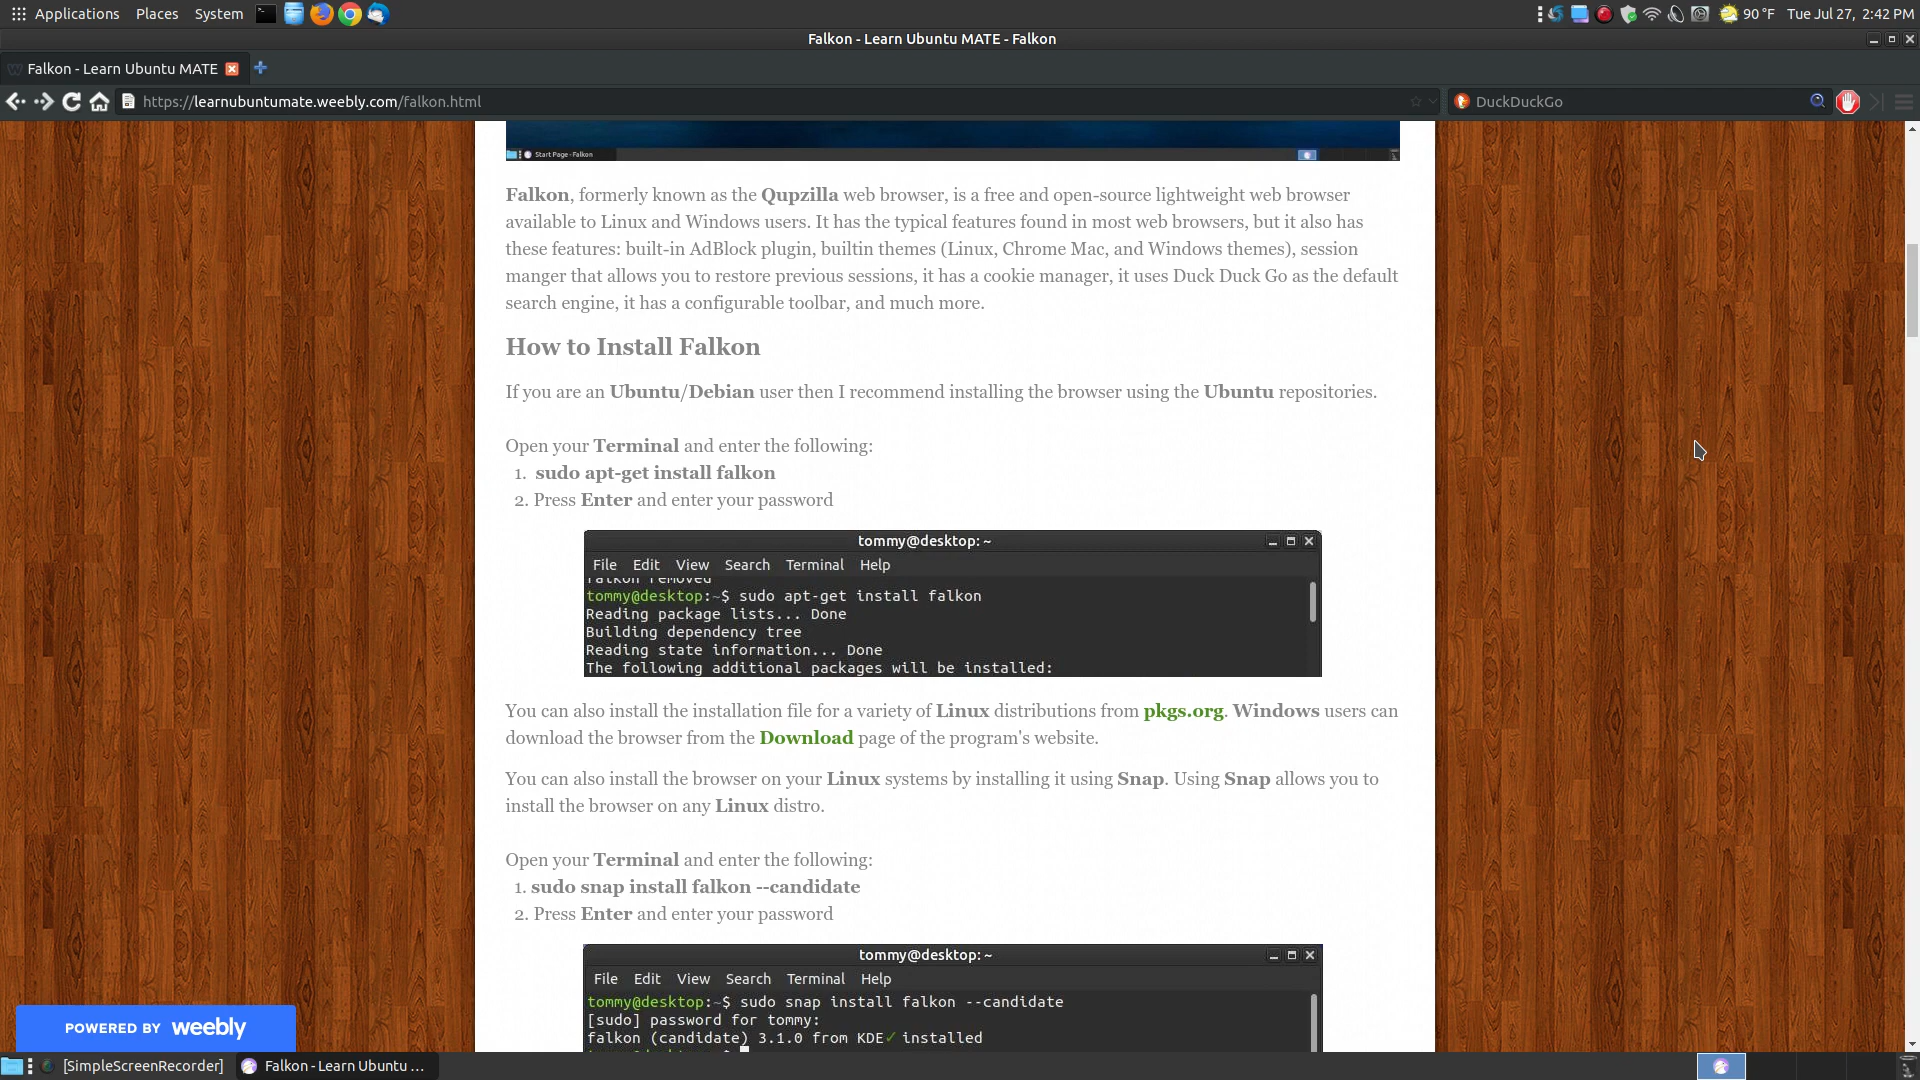 Applications Places System 90 °F Tue Jul 27, 2:42 PM
Falkon - Learn Ubuntu MATE - Falkon
Falkon - Learn Ubuntu MATE
https://learnubuntumate.weebly.com/falkon.html DuckDuckGo
Start Page - Falkon
Falkon, formerly known as the Qupzilla web browser, is a free and open-source lightweight web browser
available to Linux and Windows users. It has the typical features found in most web browsers, but it also has
these features: built-in AdBlock plugin, builtin themes (Linux, Chrome Mac, and Windows themes), session
manger that allows you to restore previous sessions, it has a cookie manager, it uses Duck Duck Go as the default
search engine, it has a configurable toolbar, and much more.
How to Install Falkon
If you are an Ubuntu/Debian user then I recommend installing the browser using the Ubuntu repositories.
Open your Terminal and enter the following:
1. sudo apt-get install falkon
2. Press Enter and enter your password
tommy@desktop: ~
File Edit View Search Terminal Help
falkon removed
tommy@desktop:~$ sudo apt-get install falkon
Reading package lists... Done
Building dependency tree
Reading state information... Done
The following additional packages will be installed:
You can also install the installation file for a variety of Linux distributions from pkgs.org. Windows users can
download the browser from the Download page of the program's website.
You can also install the browser on your Linux systems by installing it using Snap. Using Snap allows you to
install the browser on any Linux distro.
Open your Terminal and enter the following:
1. sudo snap install falkon --candidate
2. Press Enter and enter your password
tommy@desktop: ~
File Edit View Search Terminal Help
tommy@desktop:~$ sudo snap install falkon --candidate
[sudo] password for tommy:
falkon (candidate) 3.1.0 from KDE✓ installed
POWERED BY weebly
[SimpleScreenRecorder] Falkon - Learn Ubuntu ...